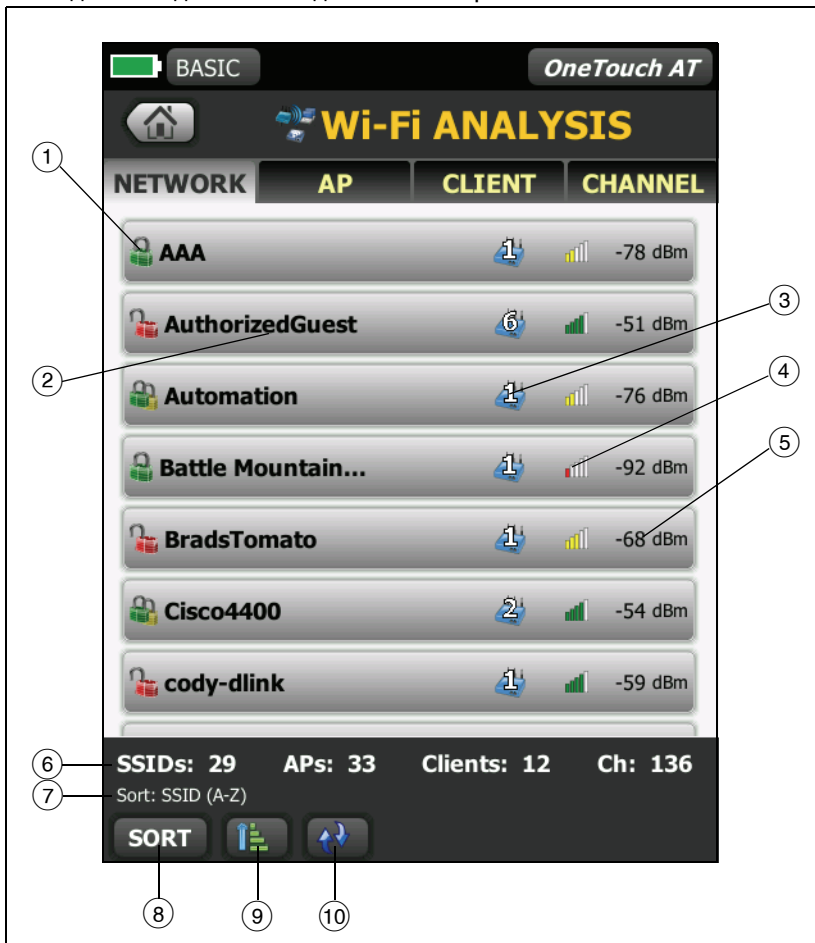 BASIC
OneTouch AT
Wi-Fi ANALYSIS
NETWORK AP CLIENT CHANNEL
1
AAA 1 -78 dBm
AuthorizedGuest 6 -51 dBm
3
2
Automation 1 -76 dBm
4
Battle Mountain... 1 -92 dBm
5
BradsTomato 1 -68 dBm
Cisco4400 2 -54 dBm
cody-dlink 1 -59 dBm
6
SSIDs: 29 APs: 33 Clients: 12 Ch: 136
7
Sort: SSID (A-Z)
SORT
8 9 10